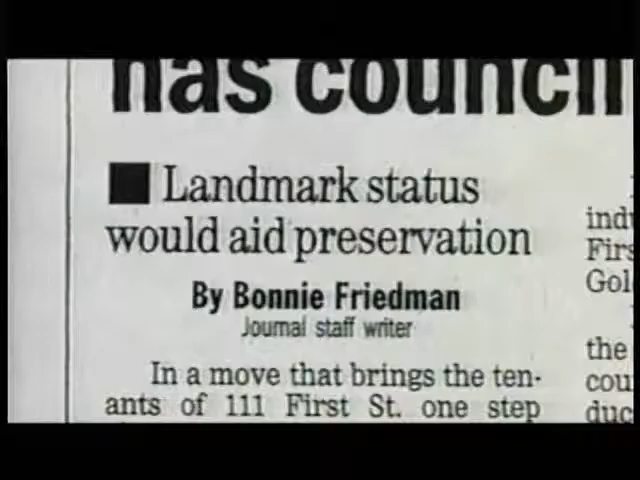 has council
■ Landmark status
would aid preservation
By Bonnie Friedman
Journal staff writer
In a move that brings the ten-
ants of 111 First St. one step
the